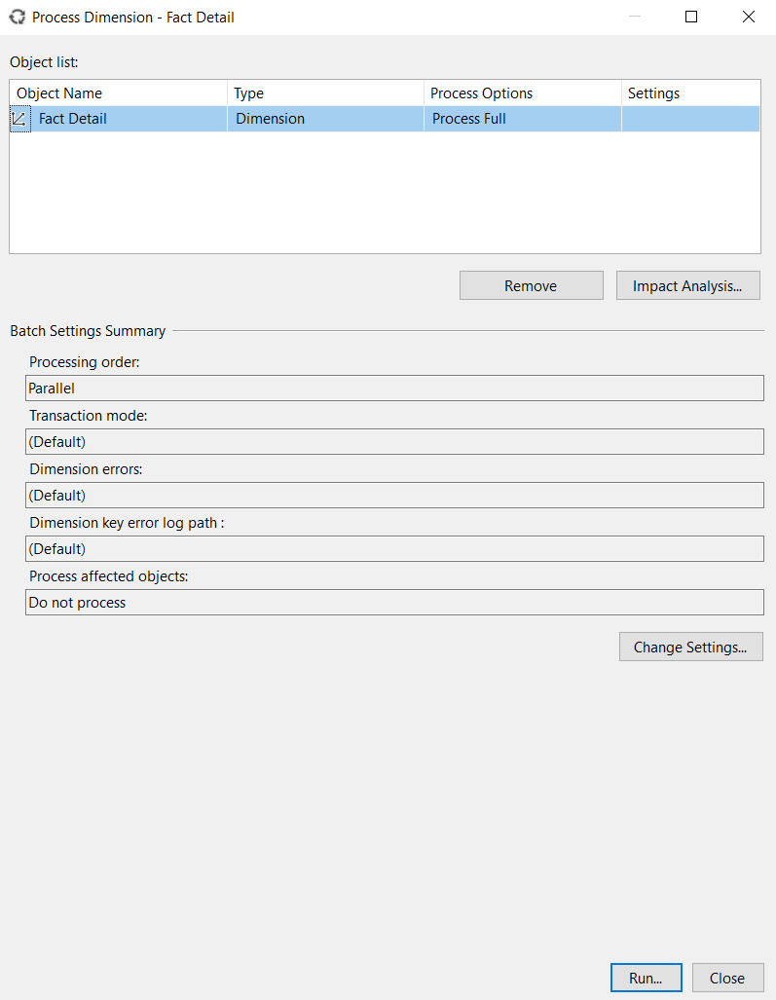 Process Dimension - Fact Detail
Object list:
Object Name Type Process Options Settings
Fact Detail Dimension Process Full
Remove Impact Analysis...
Batch Settings Summary
Processing order:
Parallel
Transaction mode:
(Default)
Dimension errors:
(Default)
Dimension key error log path :
(Default)
Process affected objects:
Do not process
Change Settings...
Run... Close